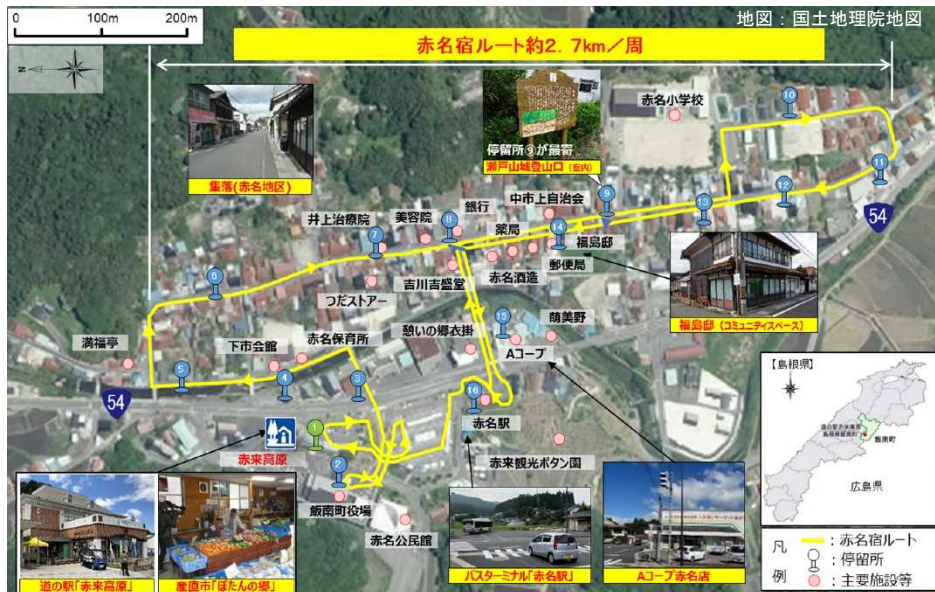 0 100m 200m
地図：国土地理院地図
赤名宿ルート約2．7km／周
N
集落(赤名地区)
停留所⑨が最寄
瀬戸山城登山口（案内）
赤名小学校
10
11
12
13
54
9
中市上自治会
銀行
美容院
井上治療院
8
7
薬局
14
福島邸
郵便局
赤名酒造
吉川吉盛堂
つだストアー
6
福島邸（コミュニティスペース）
15
萌美野
憩いの郷衣掛
Aコープ
赤名保育所
下市会館
満福亭
5
4
3
54
16
赤名駅
1
赤来高原
2
赤来観光ボタン園
飯南町役場
赤名公民館
道の駅「赤来高原」
産直市「ぼたんの郷」
バスターミナル「赤名駅」
Aコープ赤名店
【島根県】
飯南町
広島県
凡例
：赤名宿ルート
：停留所
：主要施設等